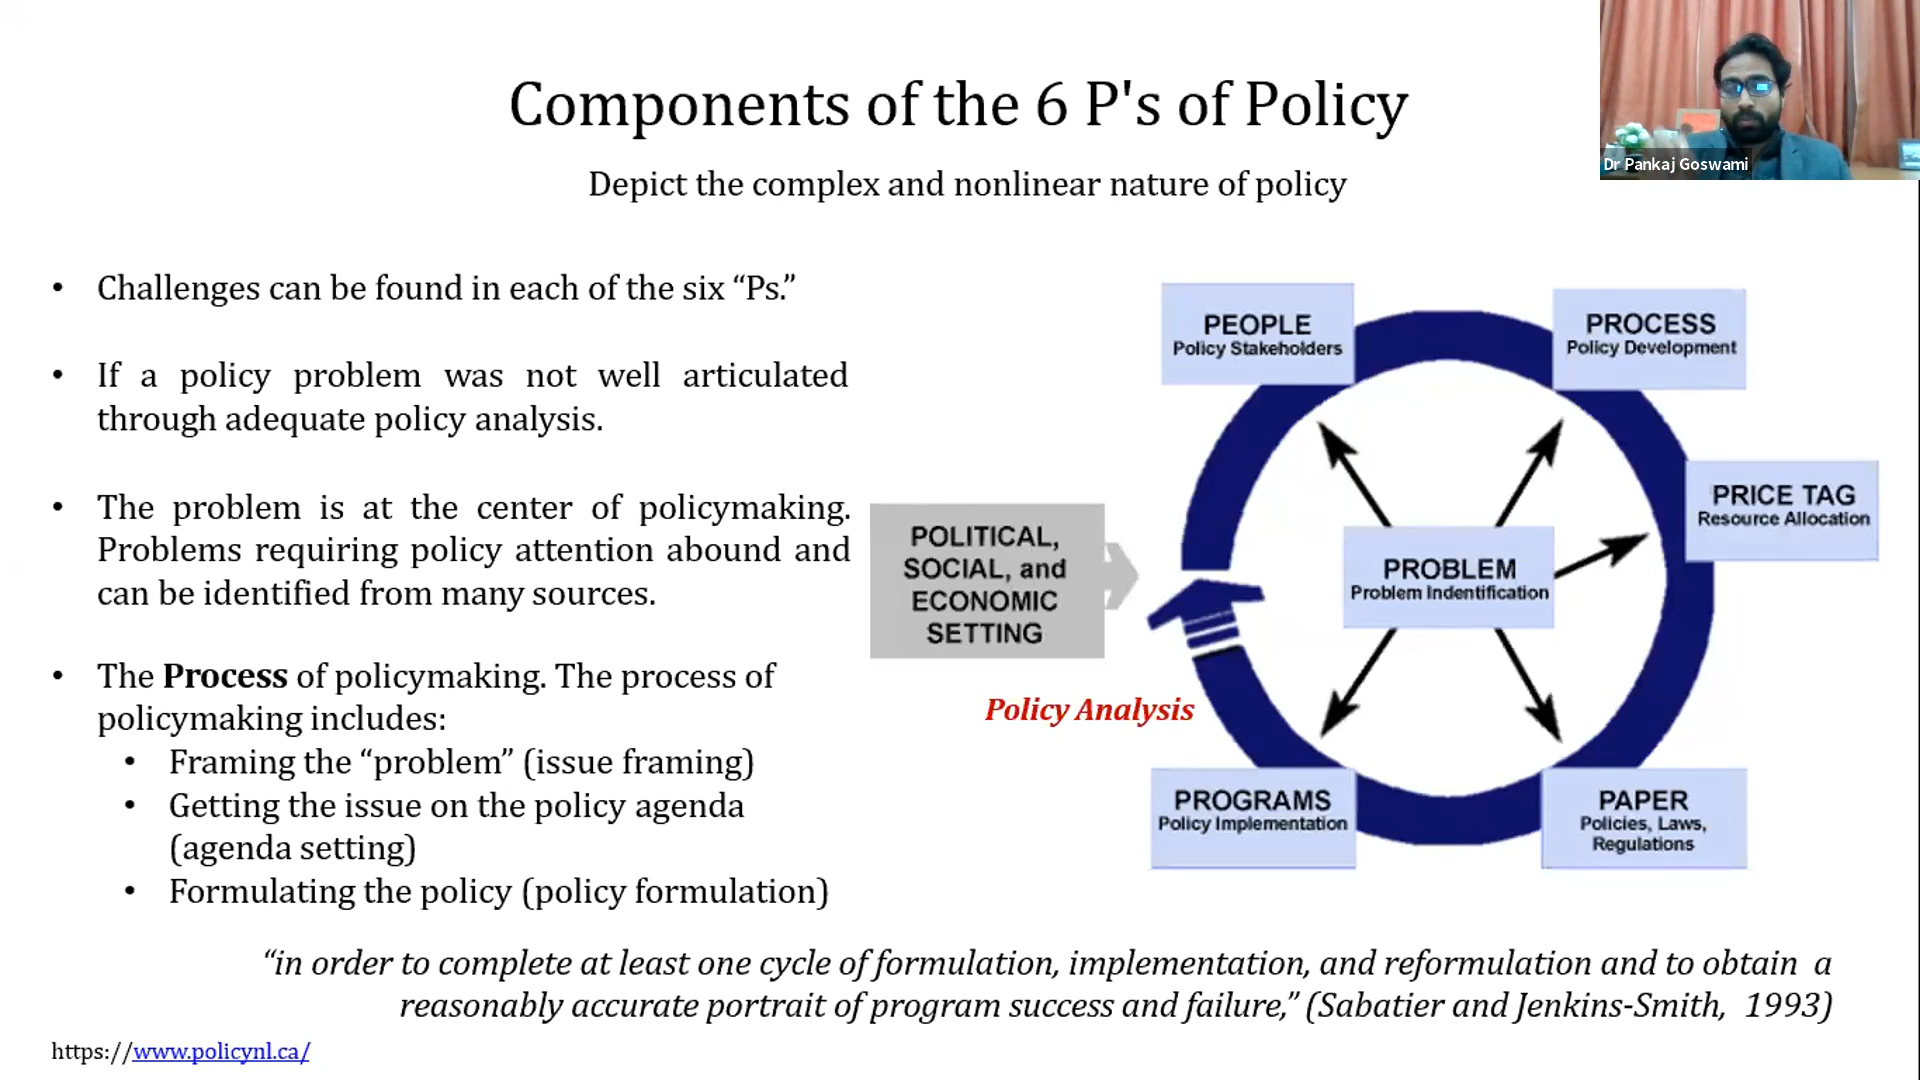 Components of the 6 P's of Policy
Dr Pankaj Goswami
Depict the complex and nonlinear nature of policy
• Challenges can be found in each of the six “Ps.”
• If a policy problem was not well articulated
through adequate policy analysis.
• The problem is at the center of policymaking.
Problems requiring policy attention abound and
can be identified from many sources.
• The Process of policymaking. The process of
policymaking includes:
• Framing the “problem” (issue framing)
• Getting the issue on the policy agenda
(agenda setting)
• Formulating the policy (policy formulation)
POLITICAL,
SOCIAL, and
ECONOMIC
SETTING
Policy Analysis
PEOPLE
Policy Stakeholders
PROCESS
Policy Development
PRICE TAG
Resource Allocation
PROBLEM
Problem Indentification
PROGRAMS
Policy Implementation
PAPER
Policies, Laws,
Regulations
“in order to complete at least one cycle of formulation, implementation, and reformulation and to obtain a
reasonably accurate portrait of program success and failure,” (Sabatier and Jenkins-Smith, 1993)
https://www.policynl.ca/